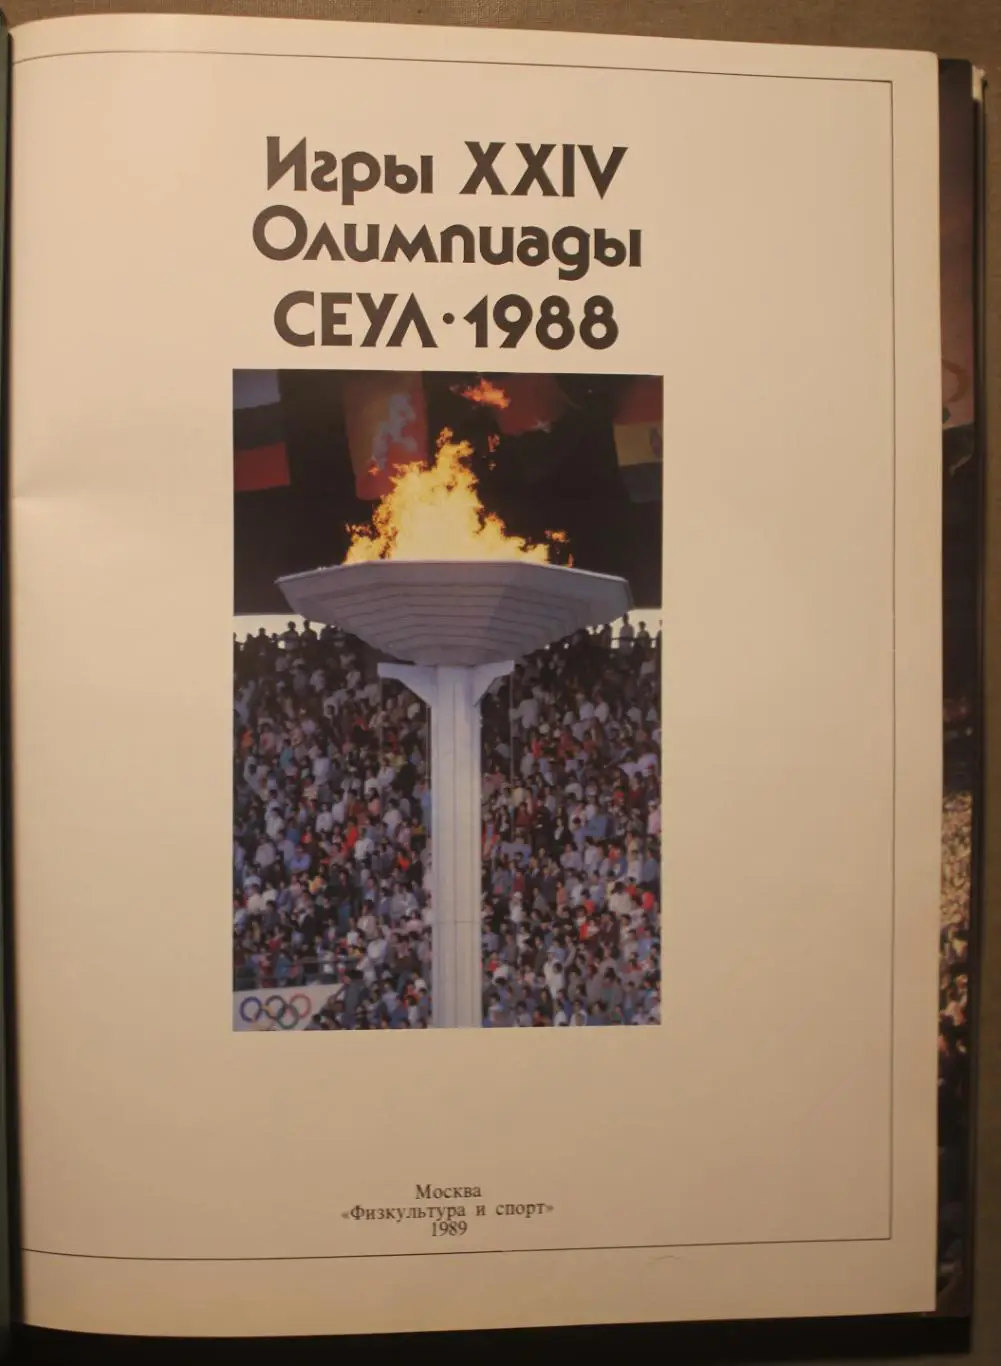 Игры XXIV
Олимпиады
СЕУЛ·1988
Москва
«Физкультура и спорт»
1989